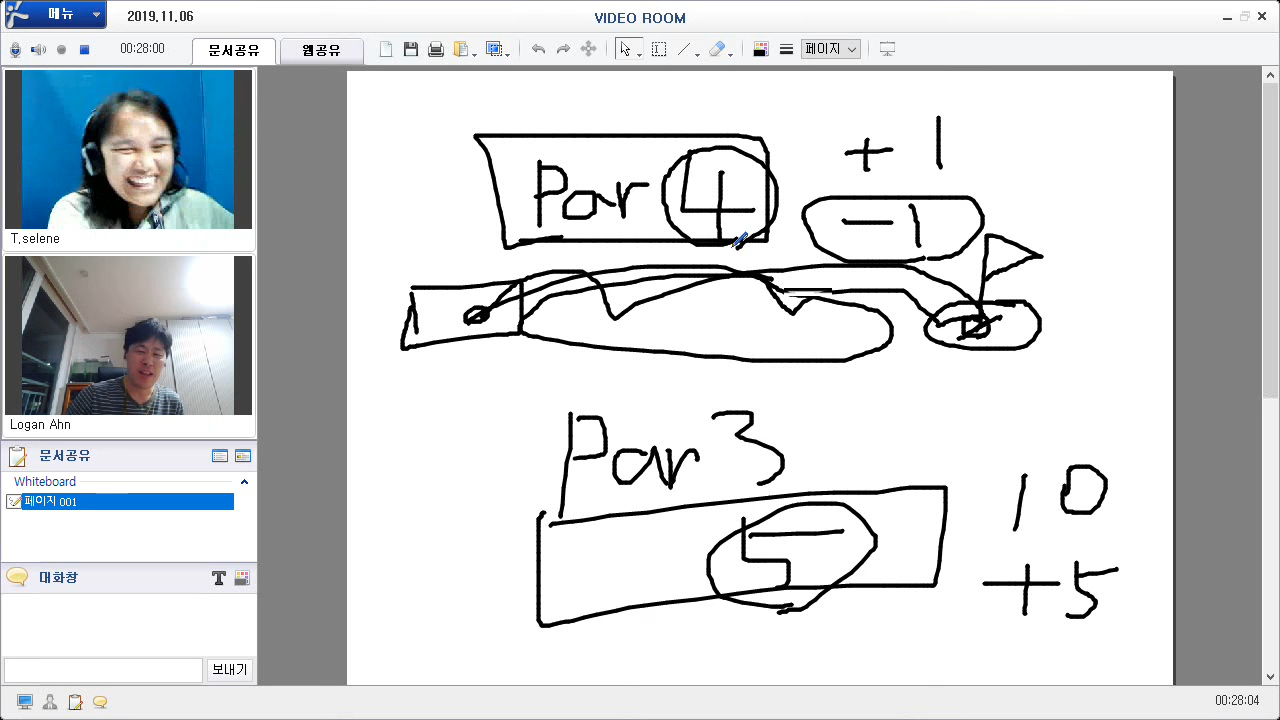 메뉴
2019.11.06
VIDEO ROOM
00:28:00
문서공유
웹공유
페이지
T.selene
Logan Ahn
문서공유
Whiteboard
페이지 001
대화창
T
보내기
Par 4
+ 1
- 1
1
Par 3
5
10
+5
00:28:04